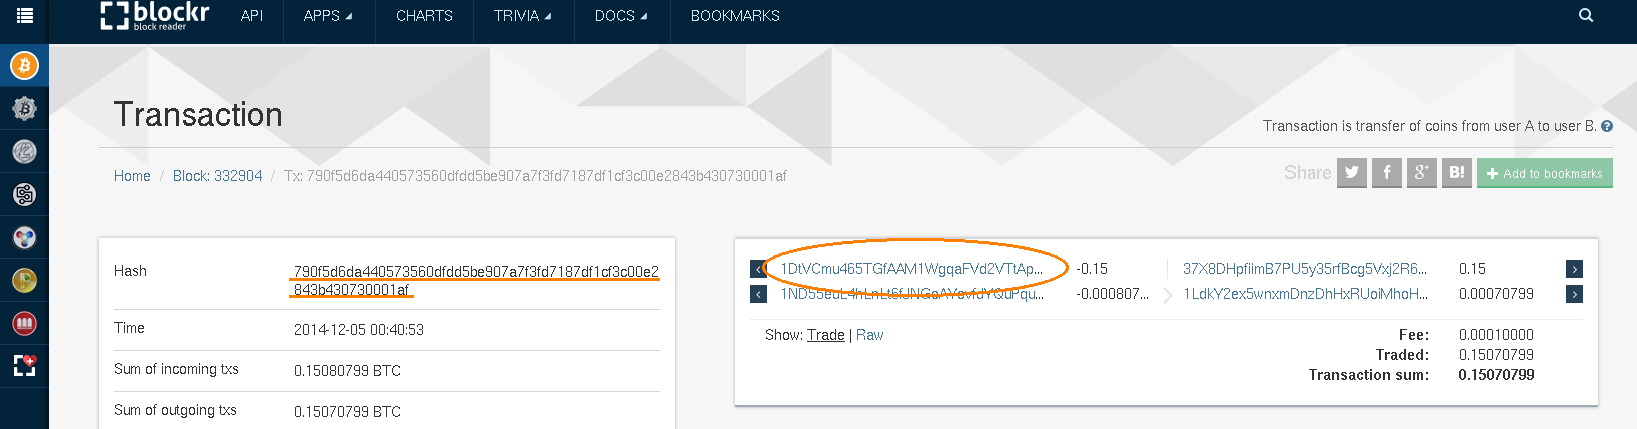 blockr
block reader
API
APPS
CHARTS
TRIVIA
DOCS
BOOKMARKS
Transaction
Transaction is transfer of coins from user A to user B.
Home / Block: 332904 / Tx: 790f5d6da440573560dfdd5be907a7f3fd7187df1cf3c00e2843b430730001af
Share
B!
Add to bookmarks
Hash
790f5d6da440573560dfdd5be907a7f3fd7187df1cf3c00e2
843b430730001af
Time
2014-12-05 00:40:53
Sum of incoming txs
0.15080799 BTC
Sum of outgoing txs
0.15070799 BTC
1DtVCmu465TGfAAM1WgqaFVd2VTtAp... -0.15 37X8DHpfiimB7PU5y35rfBcg5Vxj2R6... 0.15
-0.000807... 1LdkY2ex5wnxmDnzDhHxRUoiMhoH... 0.00070799
Show: Trade | Raw
Fee: 0.00010000
Traded: 0.15070799
Transaction sum: 0.15070799